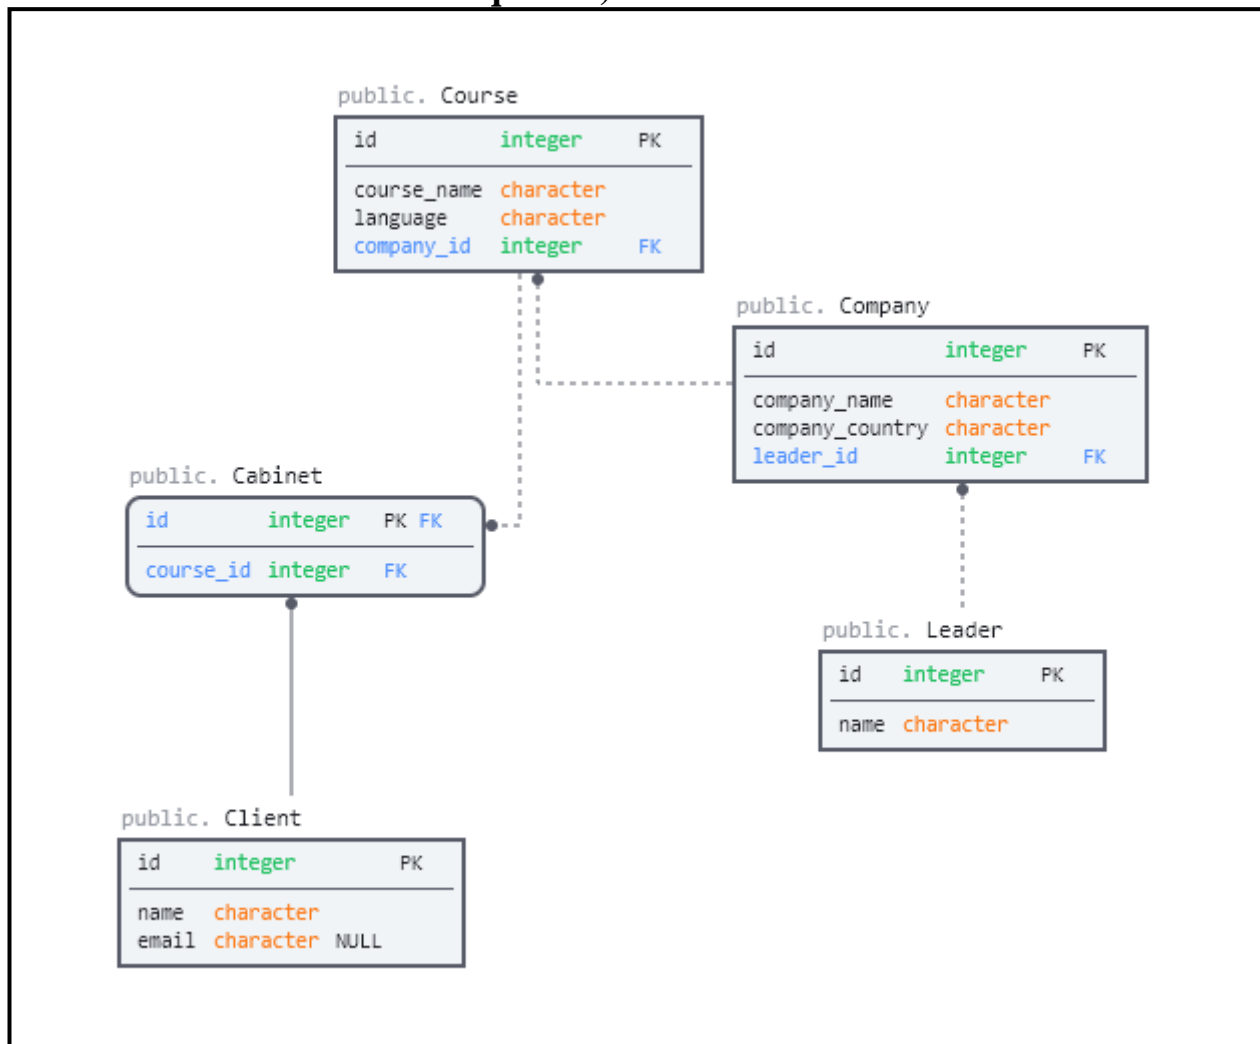 public. Course
id integer PK
course_name character
language character
company_id integer FK
public. Company
id integer PK
company_name character
company_country character
leader_id integer FK
public. Cabinet
id integer PK FK
course_id integer FK
public. Leader
id integer PK
name character
public. Client
id integer PK
name character
email character NULL